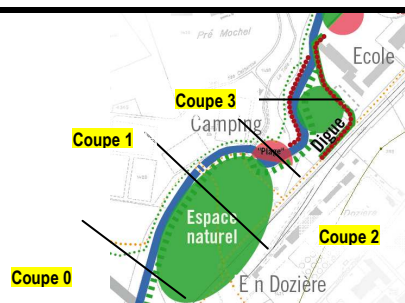 Pré Mochel
Ecole
Coupe 3
Camping
Coupe 1
"Plage"
Digue
Espace
naturel
Coupe 2
Coupe 0
E n Dozière